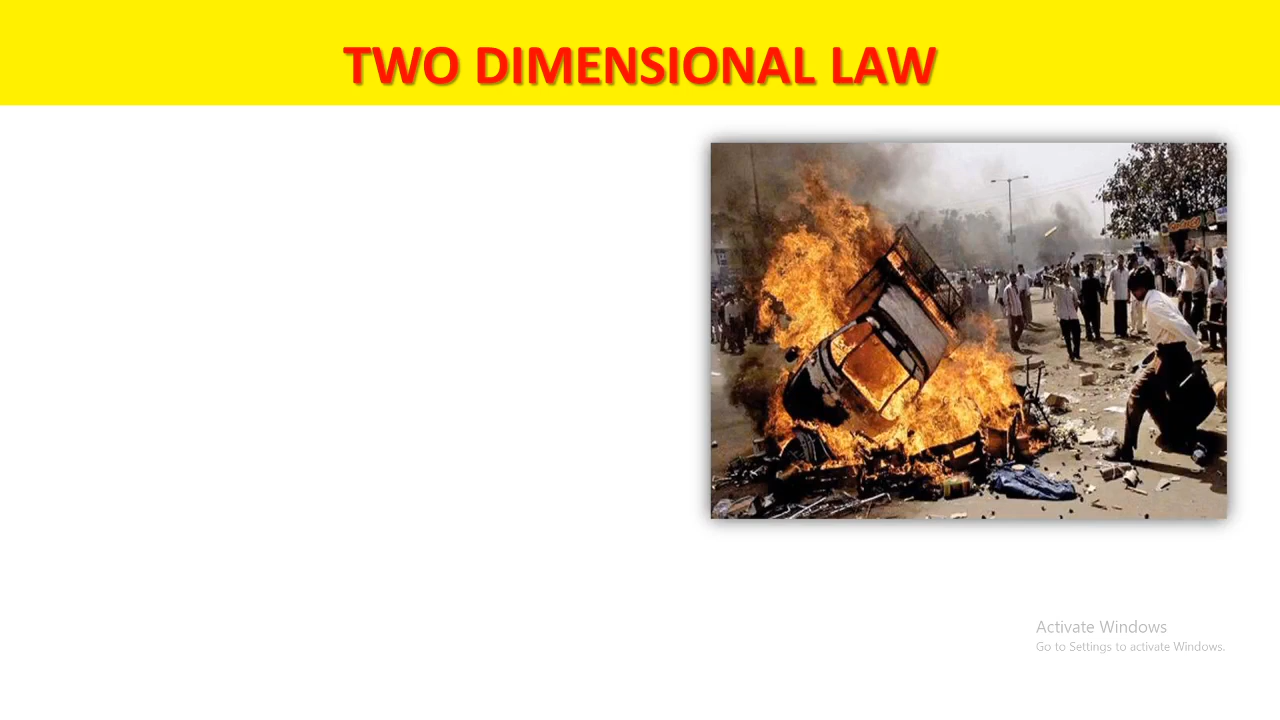 TWO DIMENSIONAL LAW
Activate Windows
Go to Settings to activate Windows.